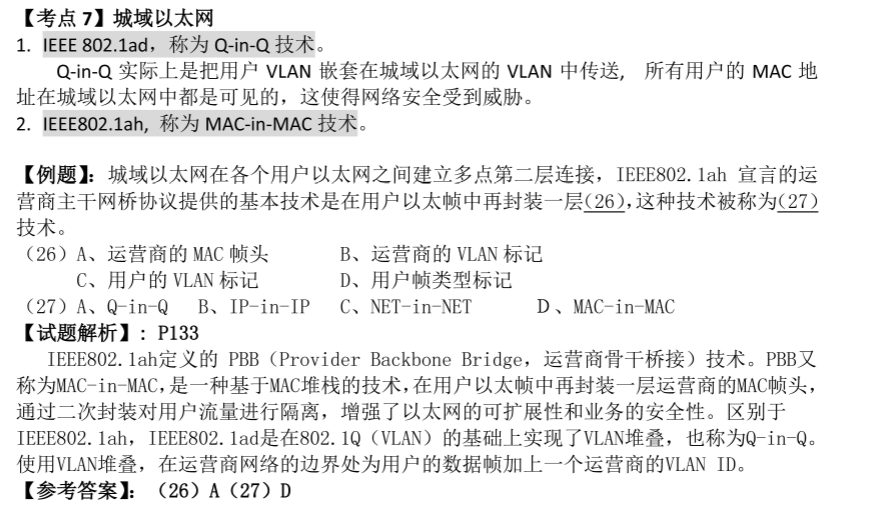 【考点 7】城域以太网
1. IEEE 802.1ad，称为 Q-in-Q 技术。
Q-in-Q 实际上是把用户 VLAN 嵌套在城域以太网的 VLAN 中传送，所有用户的 MAC 地
址在城域以太网中都是可见的，这使得网络安全受到威胁。
2. IEEE802.1ah, 称为 MAC-in-MAC 技术。
【例题】：城域以太网在各个用户以太网之间建立多点第二层连接，IEEE802.1ah 宣言的运
营商主干网桥协议提供的基本技术是在用户以太帧中再封装一层(26),这种技术被称为(27)
技术。
（26）A、运营商的 MAC 帧头 B、运营商的 VLAN 标记
C、用户的 VLAN 标记 D、用户帧类型标记
（27）A、Q-in-Q B、IP-in-IP C、NET-in-NET D、MAC-in-MAC
【试题解析】: P133
IEEE802.1ah定义的 PBB（Provider Backbone Bridge，运营商骨干桥接）技术。PBB又
称为MAC-in-MAC,是一种基于MAC堆栈的技术,在用户以太帧中再封装一层运营商的MAC帧头，
通过二次封装对用户流量进行隔离，增强了以太网的可扩展性和业务的安全性。区别于
IEEE802.1ah，IEEE802.1ad是在802.1Q（VLAN）的基础上实现了VLAN堆叠，也称为Q-in-Q。
使用VLAN堆叠，在运营商网络的边界处为用户的数据帧加上一个运营商的VLAN ID。
【参考答案】：（26）A（27）D